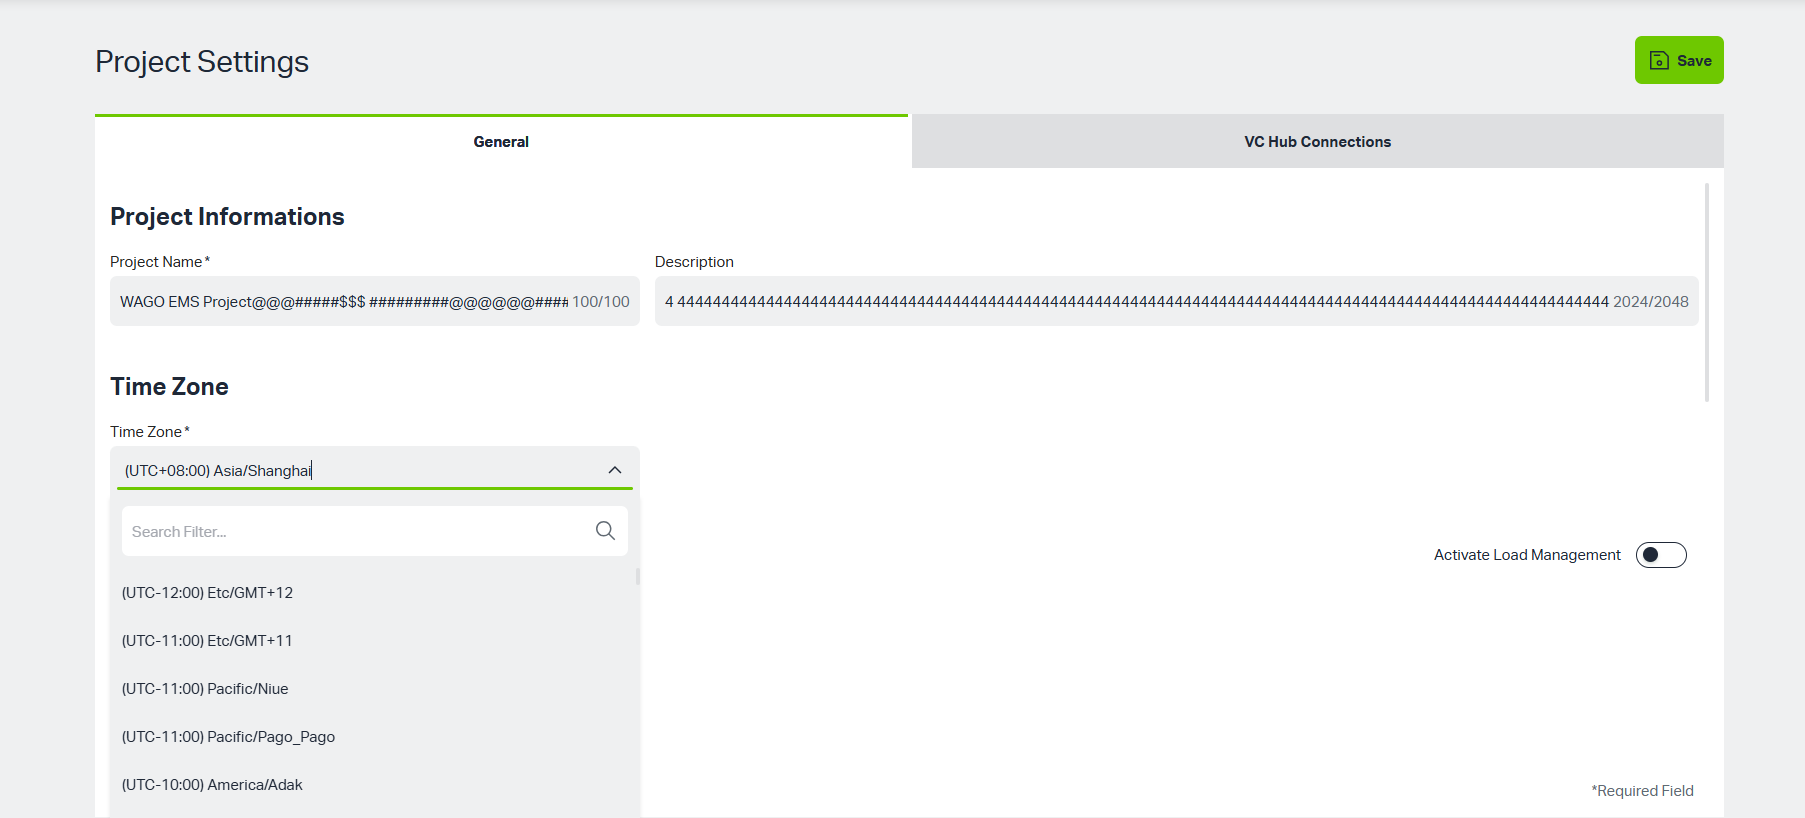 Project Settings
Save
General
VC Hub Connections
Project Informations
Project Name*
Description
WAGO EMS Project@@@#####$$$ #########@@@@@@#### 100/100
4 4444444444444444444444444444444444444444444444444444444444444444444444444444444444444444444444444444444444 2024/2048
Time Zone
Time Zone*
(UTC+08:00) Asia/Shanghai
Search Filter...
Activate Load Management
(UTC-12:00) Etc/GMT+12
(UTC-11:00) Etc/GMT+11
(UTC-11:00) Pacific/Niue
(UTC-11:00) Pacific/Pago_Pago
(UTC-10:00) America/Adak
*Required Field